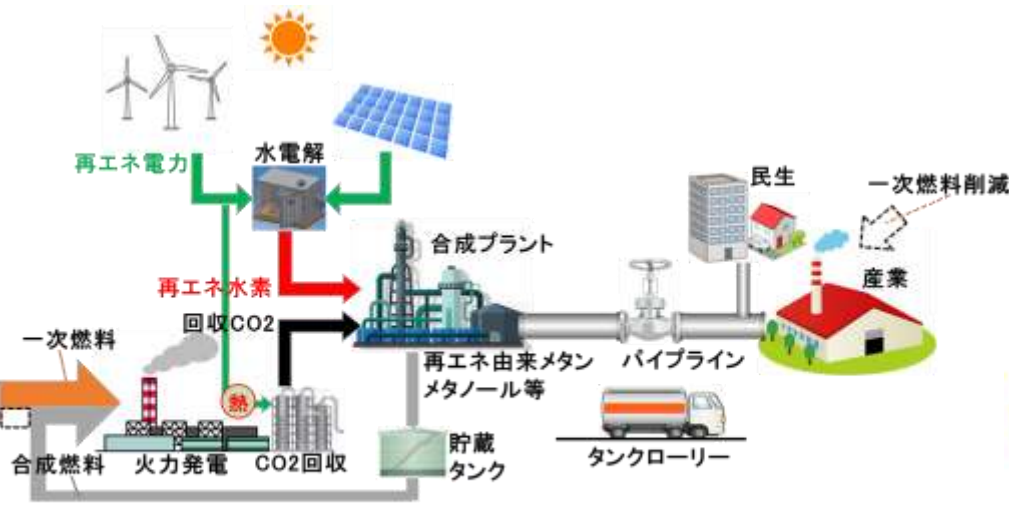 水電解
再エネ電力
民生
一次燃料削減
合成プラント
産業
再エネ水素
回収CO2
一次燃料
再エネ由来メタン
メタノール等
パイプライン
熱
合成燃料
火力発電
CO2回収
貯蔵
タンク
タンクローリー